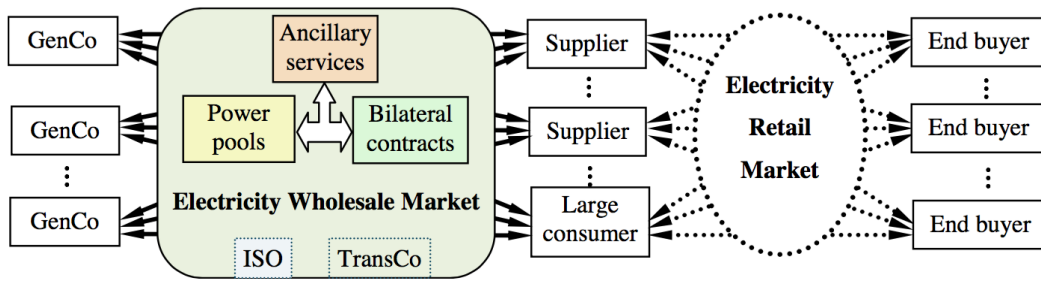 GenCo
GenCo
GenCo
Ancillary
services
Power
pools
Bilateral
contracts
Electricity Wholesale Market
ISO
TransCo
Supplier
Supplier
Large
consumer
Electricity
Retail
Market
End buyer
End buyer
End buyer